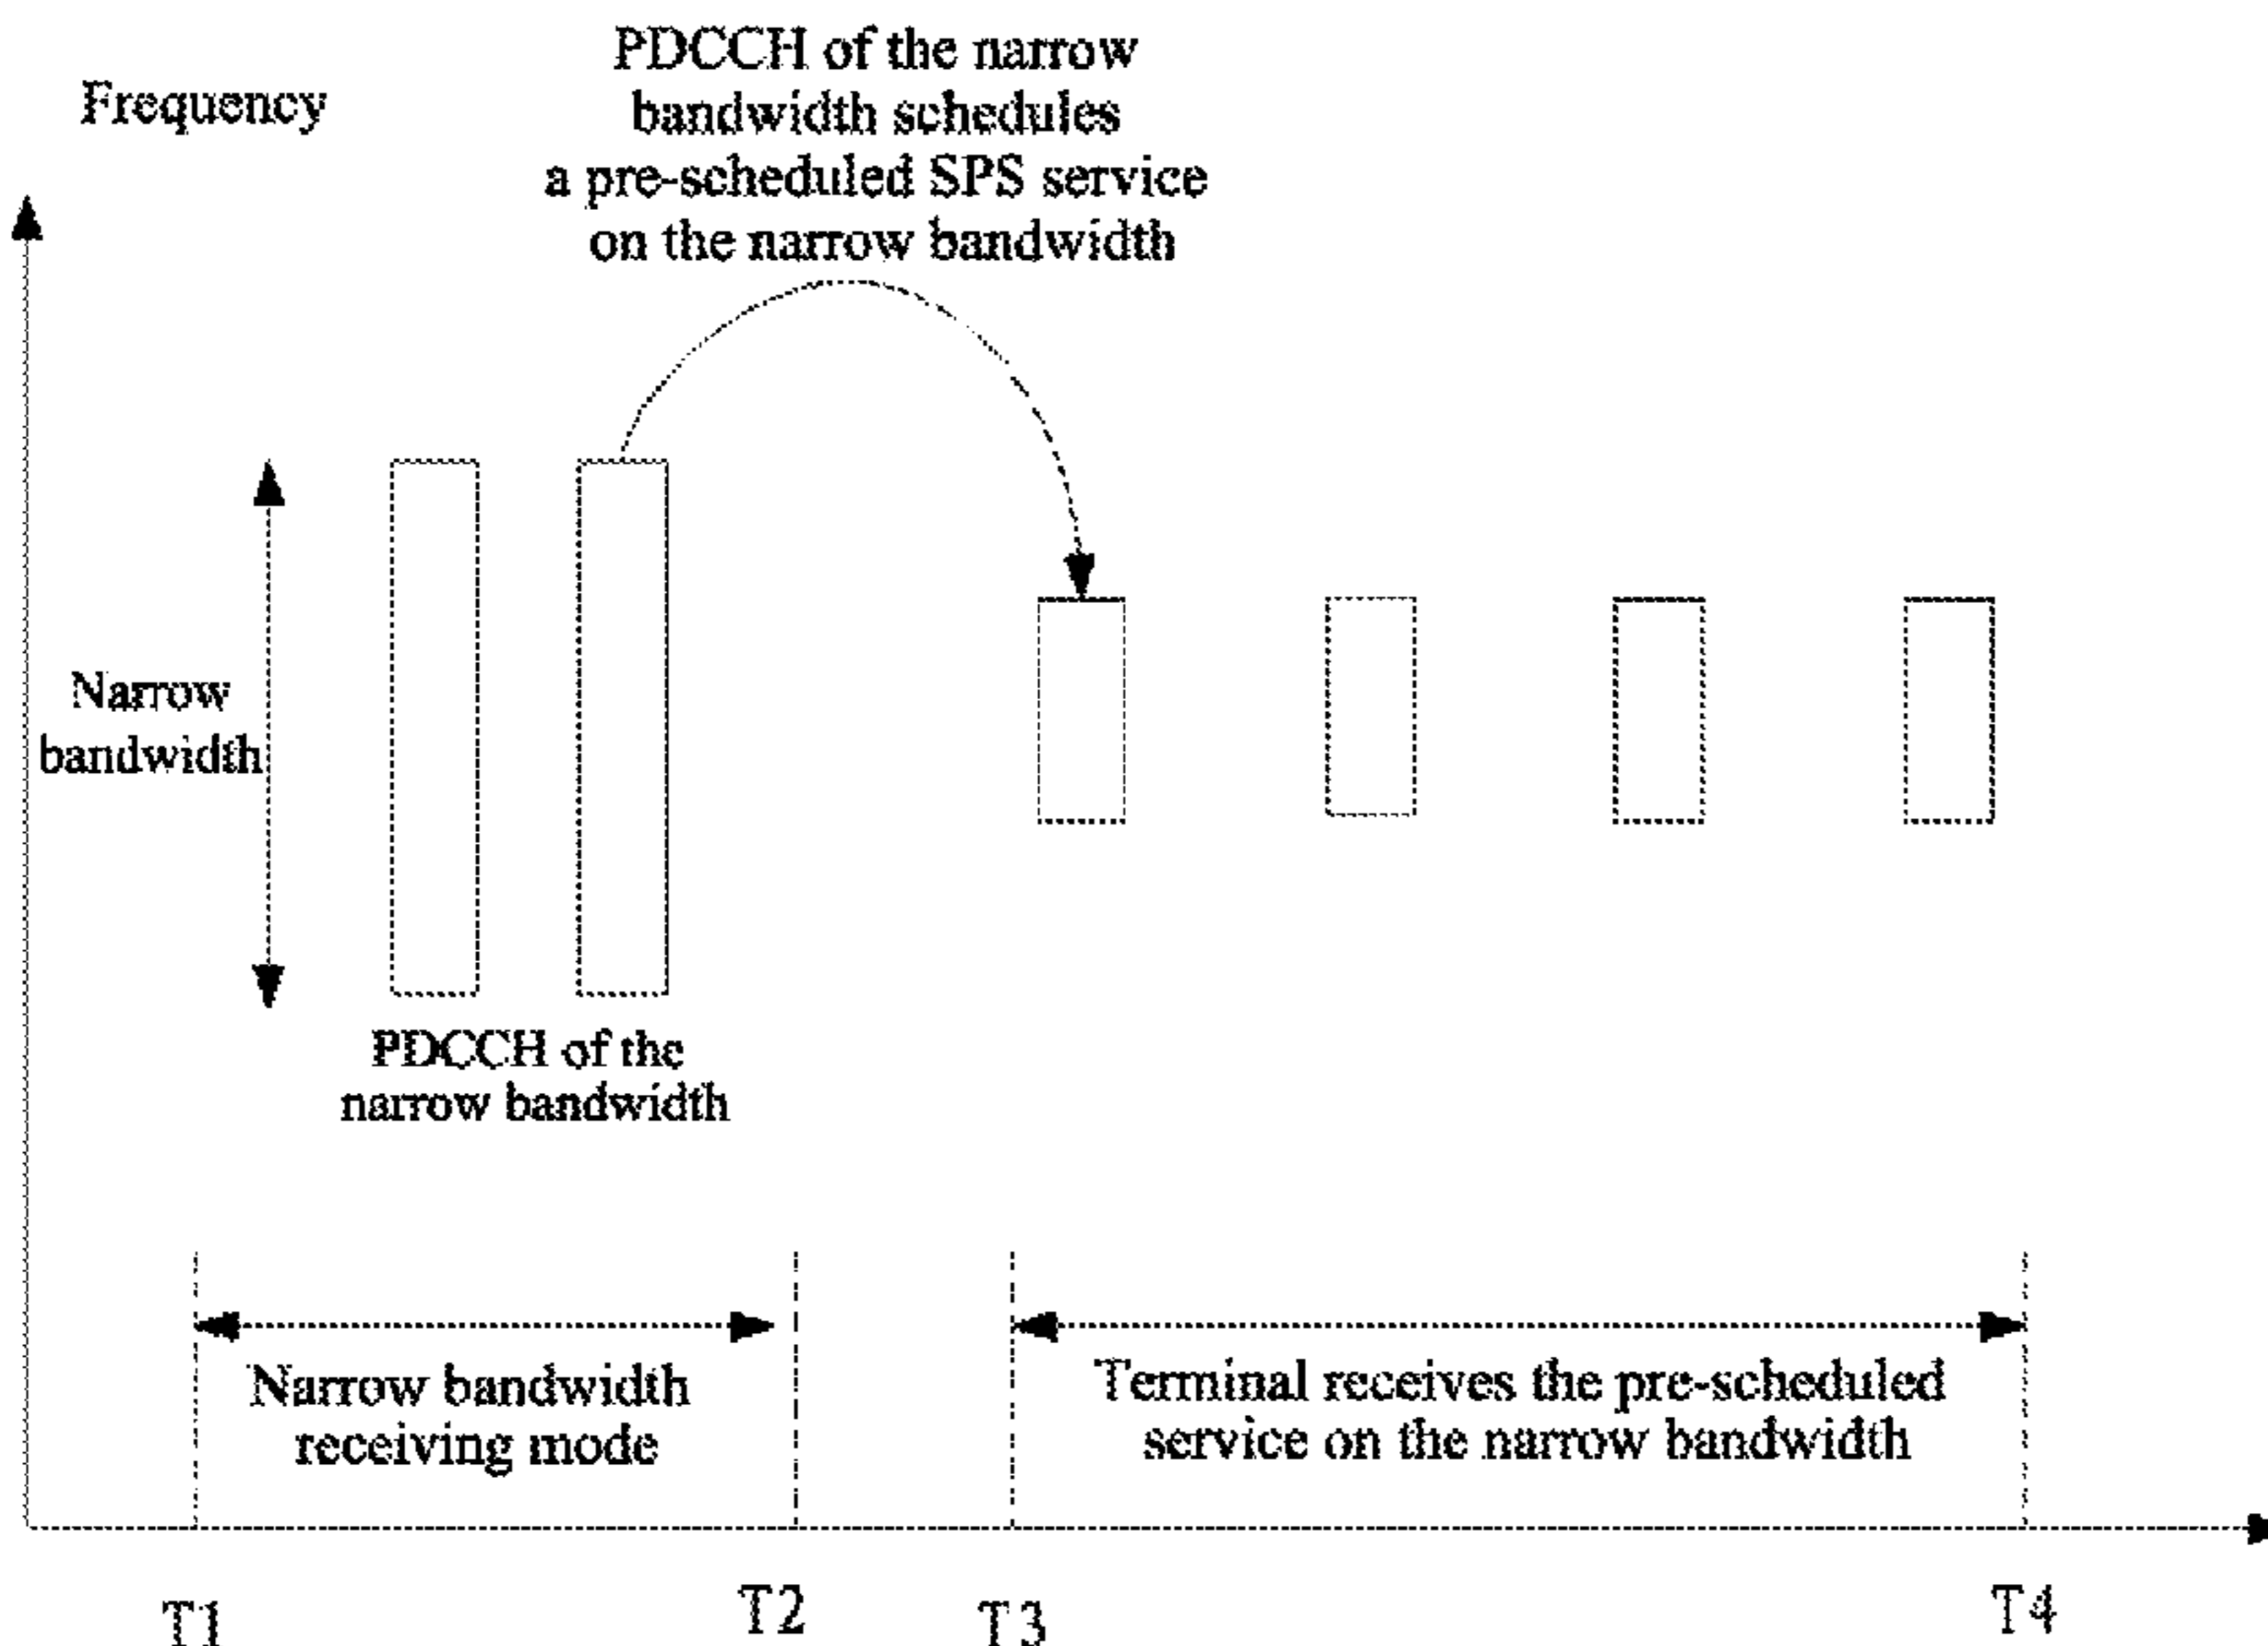 PDCCH of the narrow
bandwidth schedules
a pre-scheduled SPS service
on the narrow bandwidth
Frequency
Narrow
bandwidth
PDCCH of the
narrow bandwidth
Narrow bandwidth
receiving mode
Terminal receives the pre-scheduled
service on the narrow bandwidth
T1
T2
T3
T4